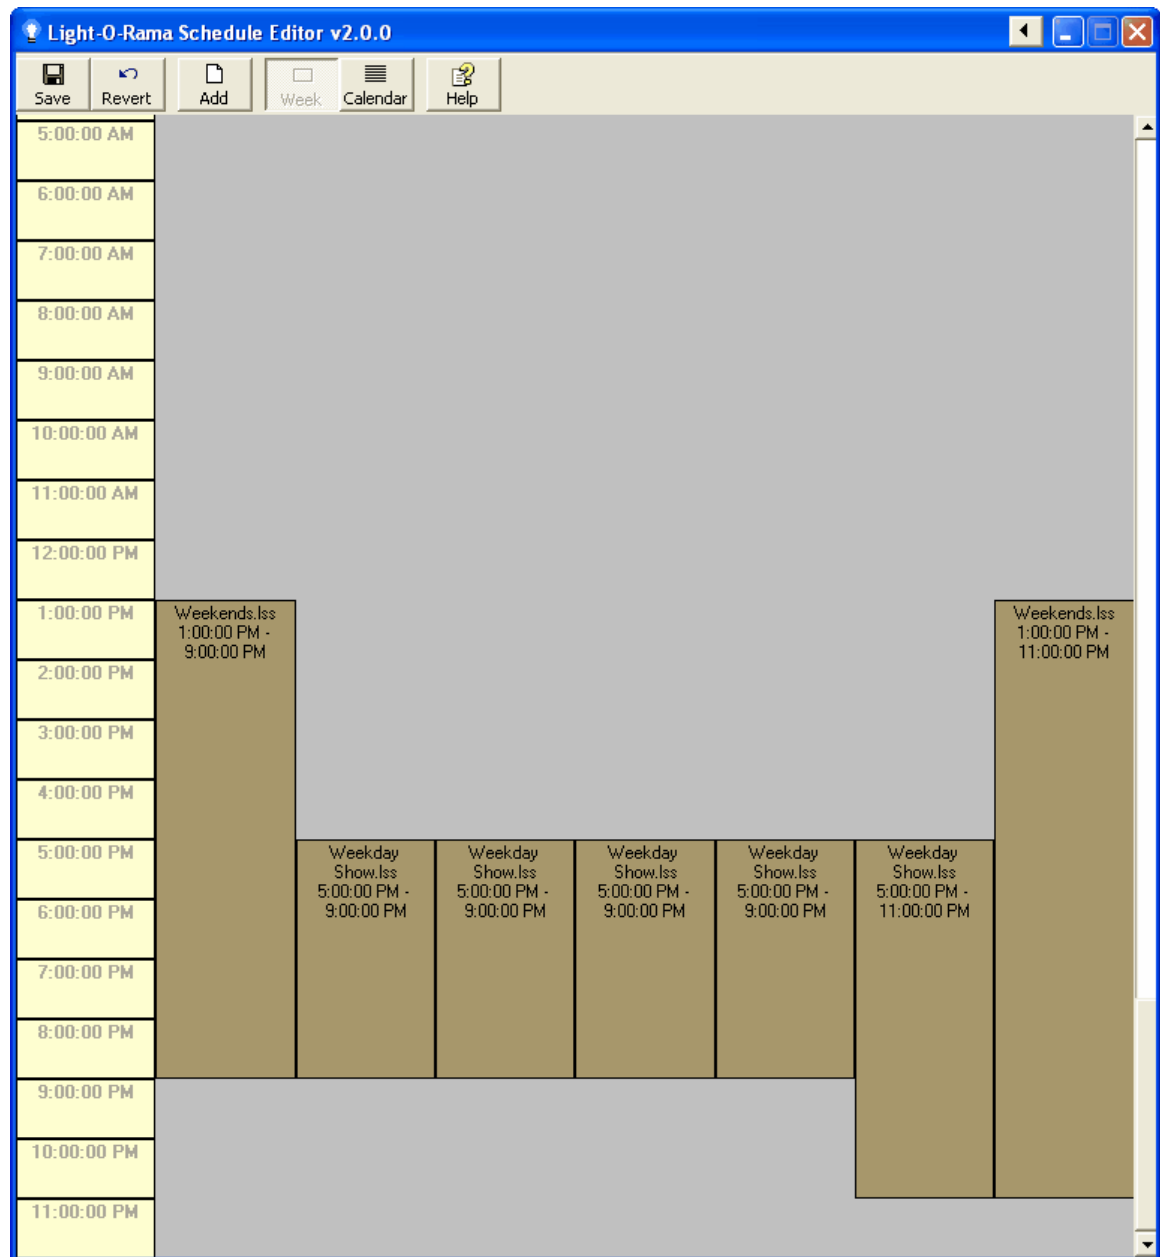 Light-O-Rama Schedule Editor v2.0.0
Save Revert Add Week Calendar Help
5:00:00 AM
6:00:00 AM
7:00:00 AM
8:00:00 AM
9:00:00 AM
10:00:00 AM
11:00:00 AM
12:00:00 PM
1:00:00 PM
2:00:00 PM
3:00:00 PM
4:00:00 PM
5:00:00 PM
6:00:00 PM
7:00:00 PM
8:00:00 PM
9:00:00 PM
10:00:00 PM
11:00:00 PM
Weekends.lss
1:00:00 PM -
9:00:00 PM
Weekday
Show.lss
5:00:00 PM -
9:00:00 PM
Weekday
Show.lss
5:00:00 PM -
9:00:00 PM
Weekday
Show.lss
5:00:00 PM -
9:00:00 PM
Weekday
Show.lss
5:00:00 PM -
9:00:00 PM
Weekday
Show.lss
5:00:00 PM -
11:00:00 PM
Weekends.lss
1:00:00 PM -
11:00:00 PM